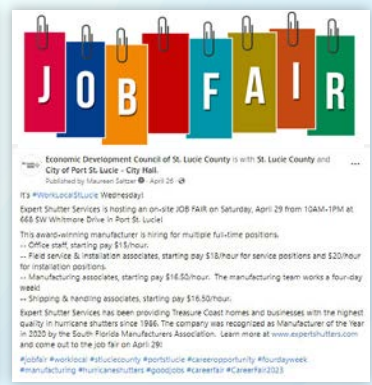 JOB FAIR
Economic Development Council of St. Lucie County is with St. Lucie County and
City of Port St. Lucie - City Hall.
Published by Maureen Saltzer · April 26 ·
It's #WorkLocalStLucie Wednesday!
Expert Shutter Services is hosting an on-site JOB FAIR on Saturday, April 29 from 10AM-1PM at
668 SW Whitmore Drive in Port St. Lucie!
This award-winning manufacturer is hiring for multiple full-time positions.
-- Office staff, starting pay $15/hour.
-- Field service & installation associates, starting pay $18/hour for service positions and $20/hour
for installation positions.
-- Manufacturing associates, starting pay $16.50/hour. The manufacturing team works a four-day
week!
-- Shipping & handling associates, starting pay $16.50/hour.
Expert Shutter Services has been providing Treasure Coast homes and businesses with the highest
quality in hurricane shutters since 1986. The company was recognized as Manufacturer of the Year
in 2020 by the South Florida Manufacturers Association. Learn more at www.expertshutters.com
and come out to the job fair on April 29!
#jobfair #worklocal #stluciecounty #portstlucie #careeropportunity #fourdayweek
#manufacturing #hurricaneshutters #goodjobs #careerfair #CareerFair2023